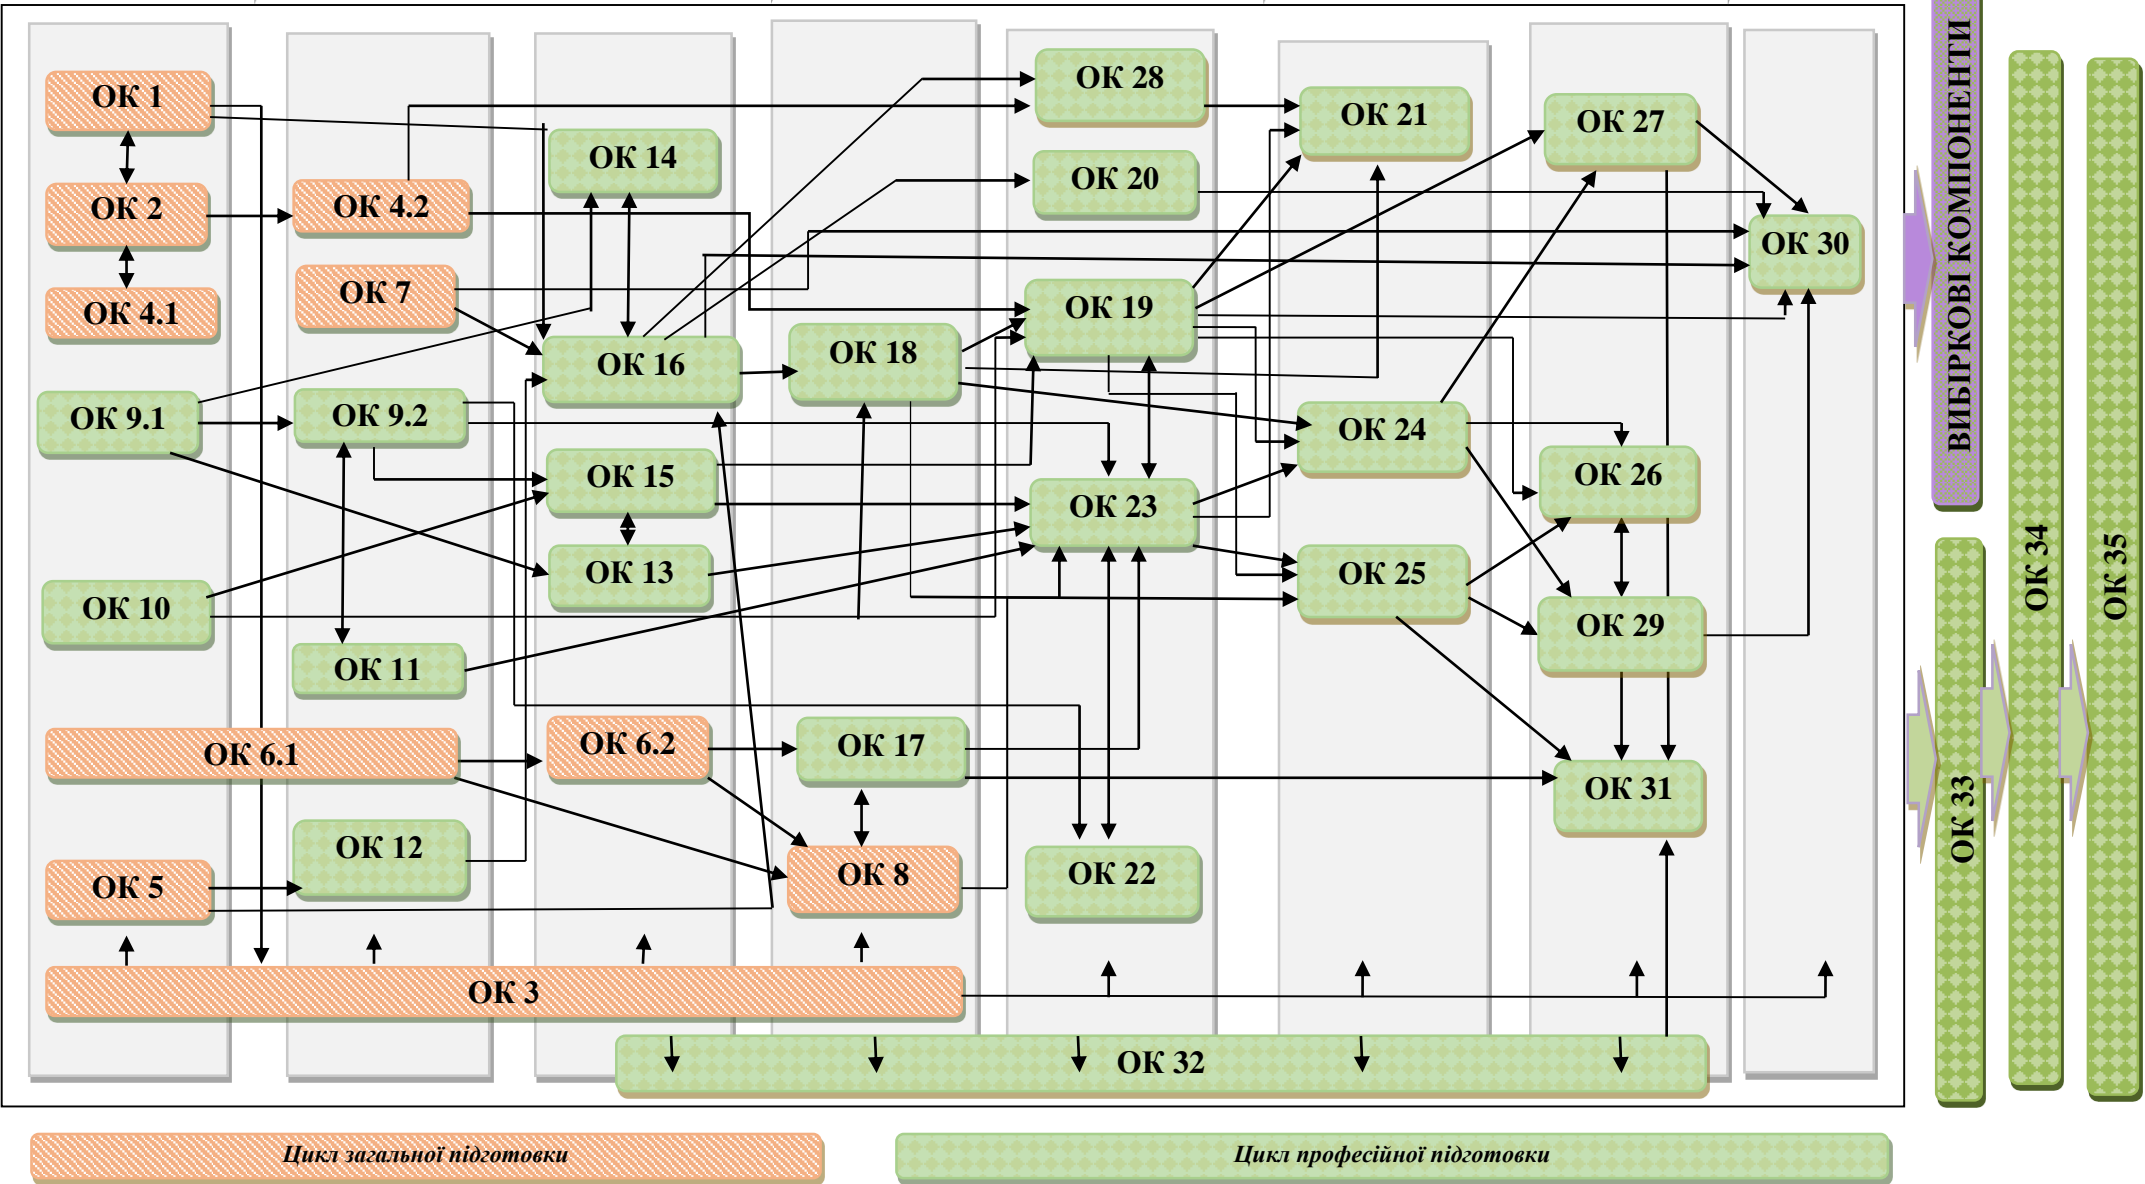 ОК 1
ОК 2
ОК 4.1
ОК 9.1
ОК 10
ОК 6.1
ОК 5
ОК 3
ОК 4.2
ОК 7
ОК 9.2
ОК 11
ОК 12
ОК 14
ОК 16
ОК 15
ОК 13
ОК 6.2
ОК 18
ОК 17
ОК 8
ОК 28
ОК 20
ОК 19
ОК 23
ОК 22
ОК 32
ОК 21
ОК 24
ОК 25
ОК 27
ОК 26
ОК 29
ОК 31
ОК 30
ВИБІРКОВІ КОМПІОНЕНТИ
ОК 33
ОК 34
ОК 35
Цикл загальної підготовки
Цикл професійної підготовки